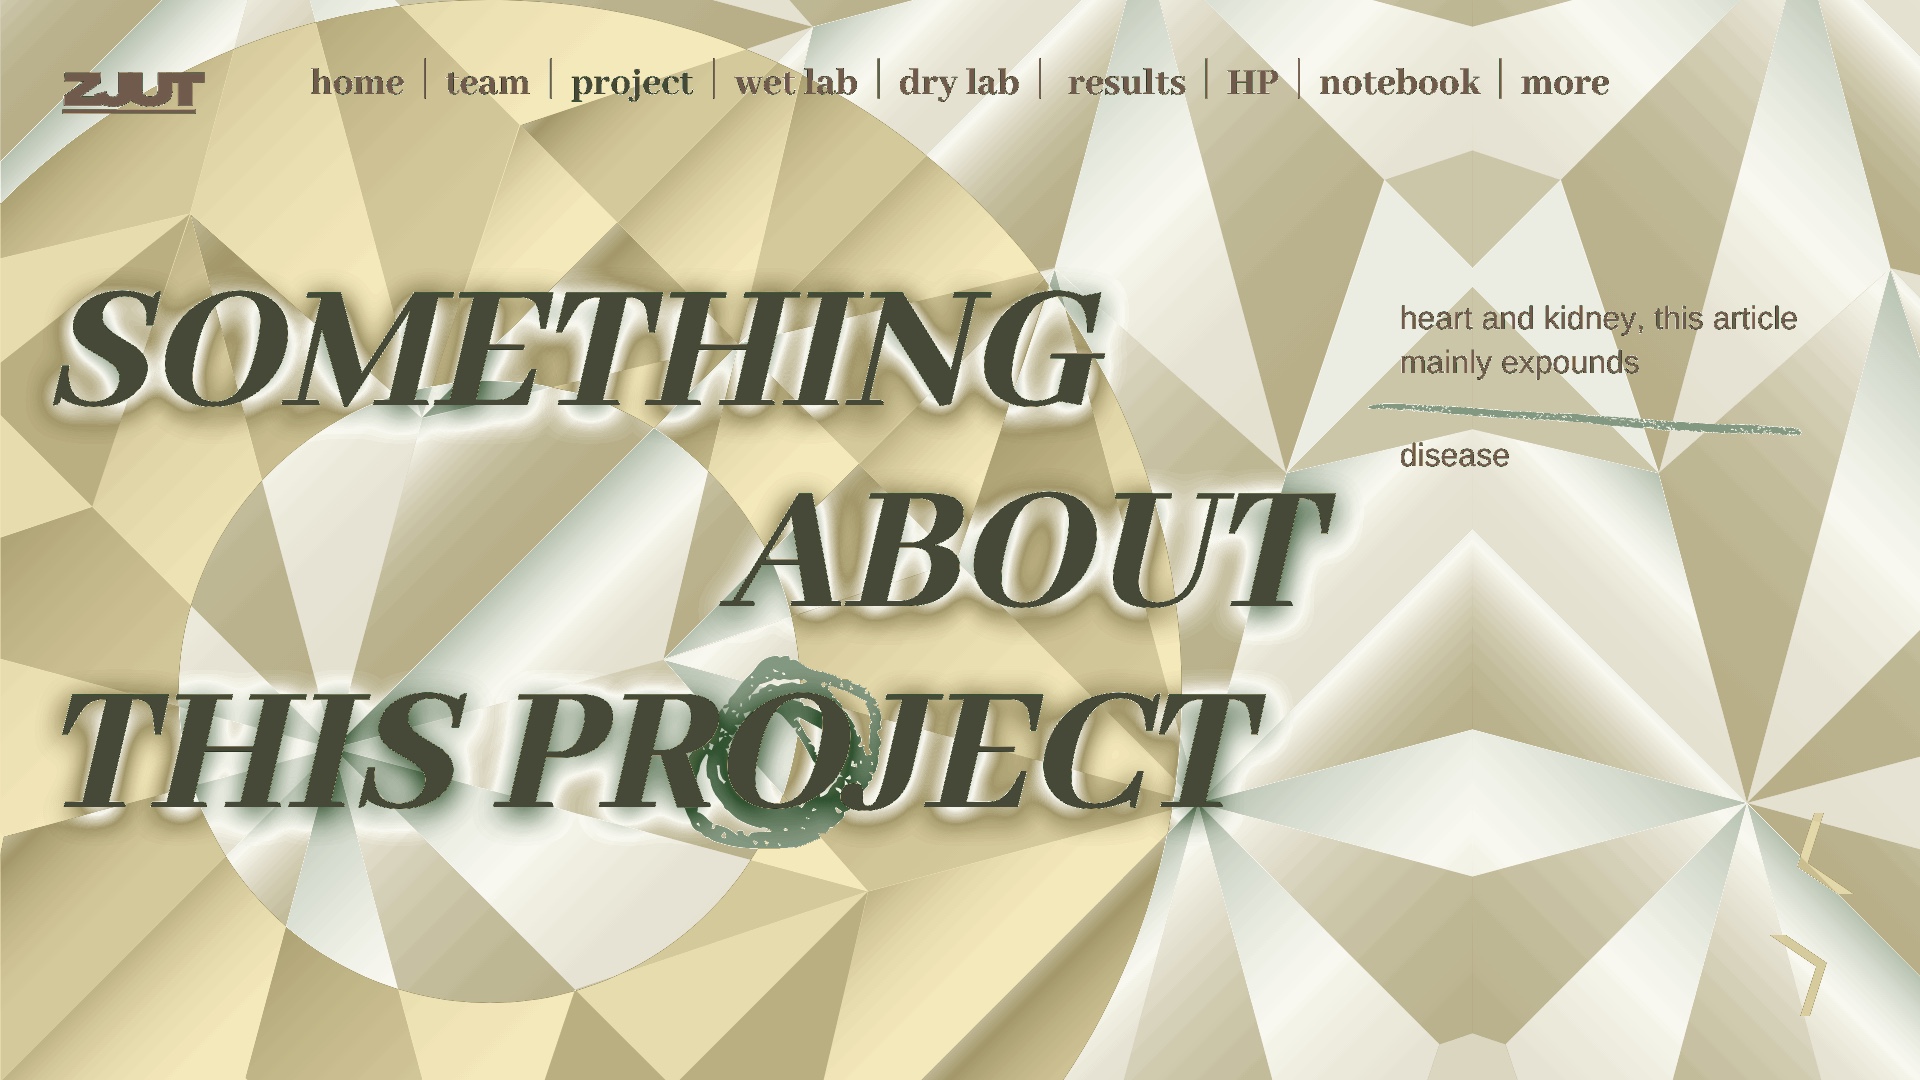 ZJUT
home | team | project | wet lab | dry lab | results | HP | notebook | more
SOMETHING
ABOUT
THIS PROJECT
heart and kidney, this article
mainly expounds
disease